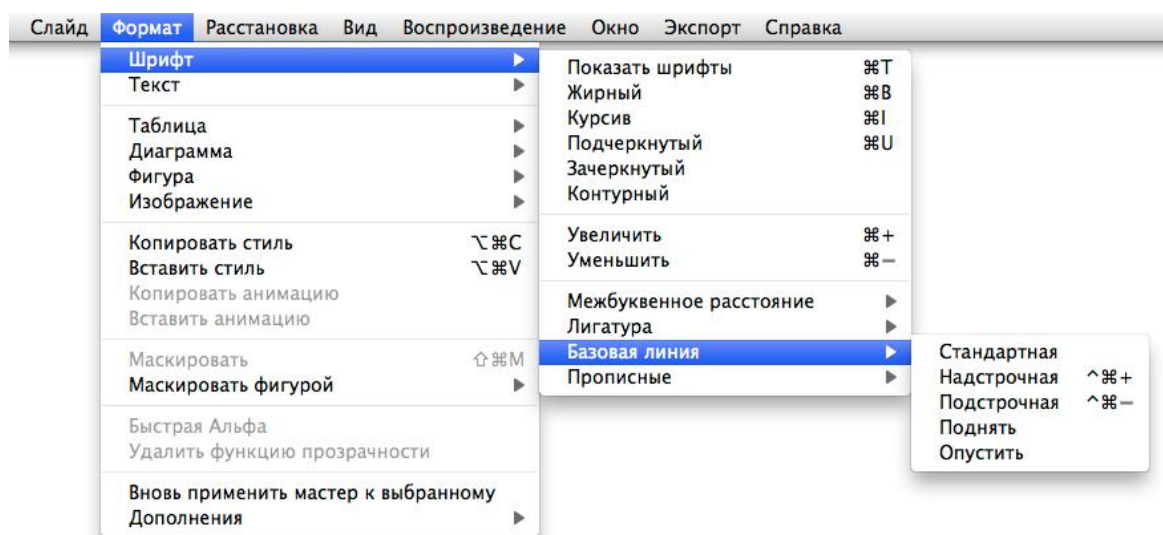 Слайд Формат Расстановка Вид Воспроизведение Окно Экспорт Справка
Шрифт
Текст
Таблица
Диаграмма
Фигура
Изображение
Копировать стиль ⌥⌘C
Вставить стиль ⌥⌘V
Копировать анимацию
Вставить анимацию
Маскировать ⇧⌘M
Маскировать фигурой
Быстрая Альфа
Удалить функцию прозрачности
Вновь применить мастер к выбранному
Дополнения
Показать шрифты ⌘T
Жирный ⌘B
Курсив ⌘I
Подчеркнутый ⌘U
Зачеркнутый
Контурный
Увеличить ⌘+
Уменьшить ⌘−
Межбуквенное расстояние
Лигатура
Базовая линия
Прописные
Стандартная
Надстрочная ^⌘+
Подстрочная ^⌘−
Поднять
Опустить